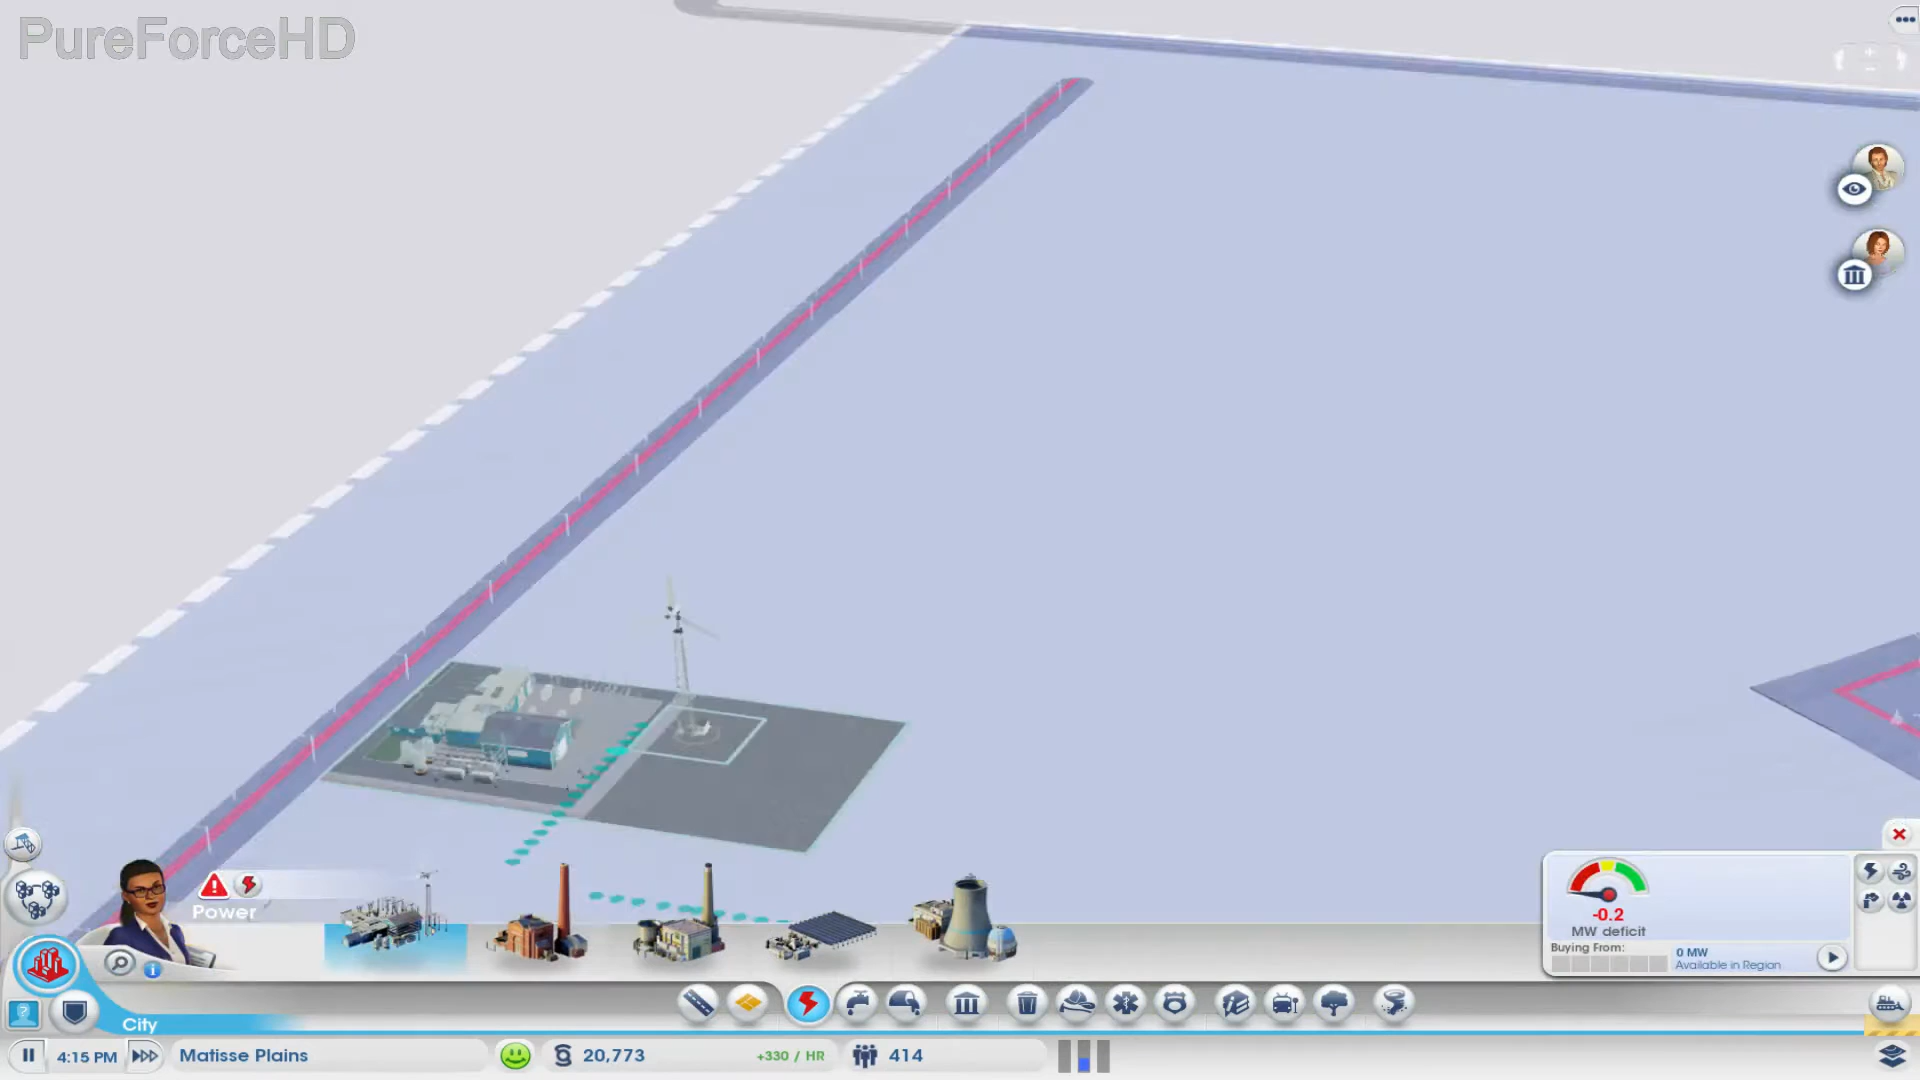 PureForceHD
Power
-0.2
MW deficit
Buying From:
0 MW
Available in Region
City
4:15 PM
Matisse Plains
20,773
+330 / HR
414